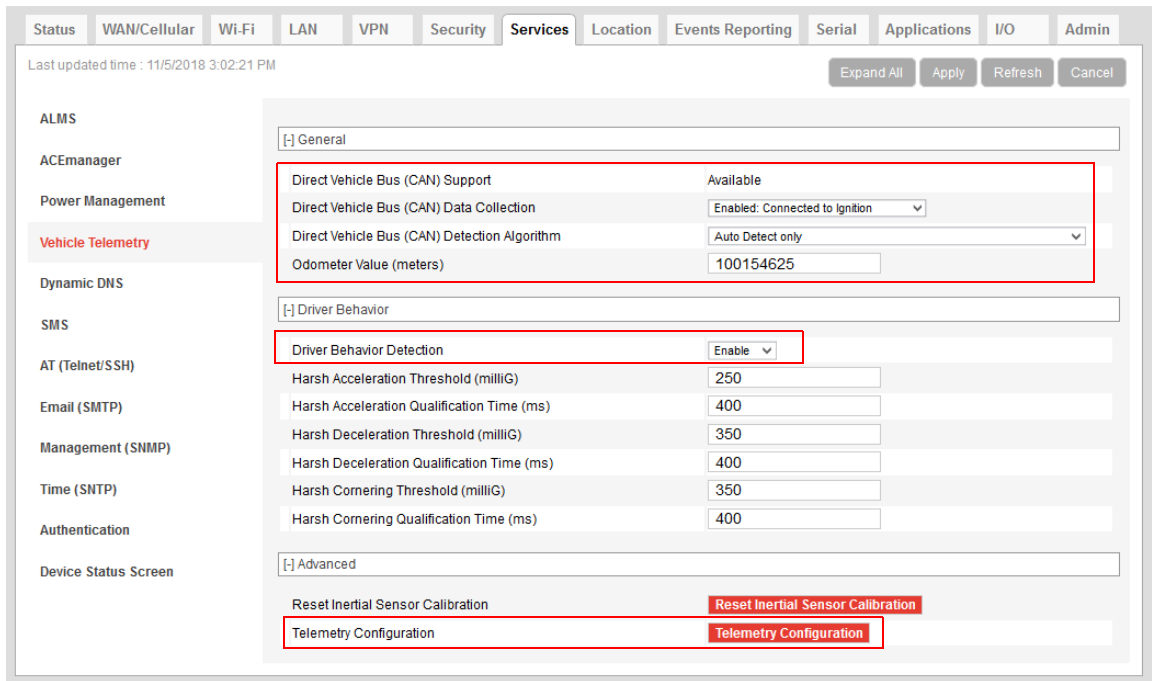 Status WAN/Cellular Wi-Fi LAN VPN Security Services Location Events Reporting Serial Applications I/O Admin
Last updated time : 11/5/2018 3:02:21 PM
Expand All Apply Refresh Cancel
ALMS
ACEmanager
Power Management
Vehicle Telemetry
Dynamic DNS
SMS
AT (Telnet/SSH)
Email (SMTP)
Management (SNMP)
Time (SNTP)
Authentication
Device Status Screen
[-] General
Direct Vehicle Bus (CAN) Support Available
Direct Vehicle Bus (CAN) Data Collection Enabled: Connected to Ignition
Direct Vehicle Bus (CAN) Detection Algorithm Auto Detect only
Odometer Value (meters) 100154625
[-] Driver Behavior
Driver Behavior Detection Enable
Harsh Acceleration Threshold (milliG) 250
Harsh Acceleration Qualification Time (ms) 400
Harsh Deceleration Threshold (milliG) 350
Harsh Deceleration Qualification Time (ms) 400
Harsh Cornering Threshold (milliG) 350
Harsh Cornering Qualification Time (ms) 400
[-] Advanced
Reset Inertial Sensor Calibration Reset Inertial Sensor Calibration
Telemetry Configuration Telemetry Configuration